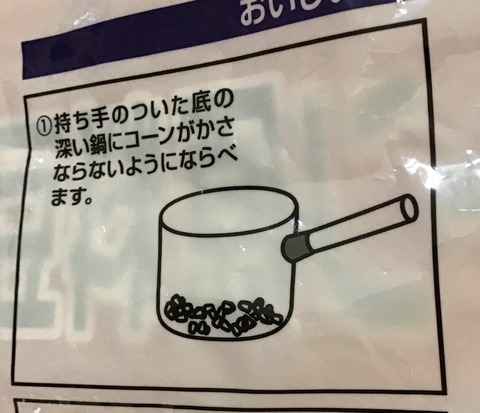 おいし
①持ち手のついた底の
深い鍋にコーンがかさ
ならないようにならべ
ます。